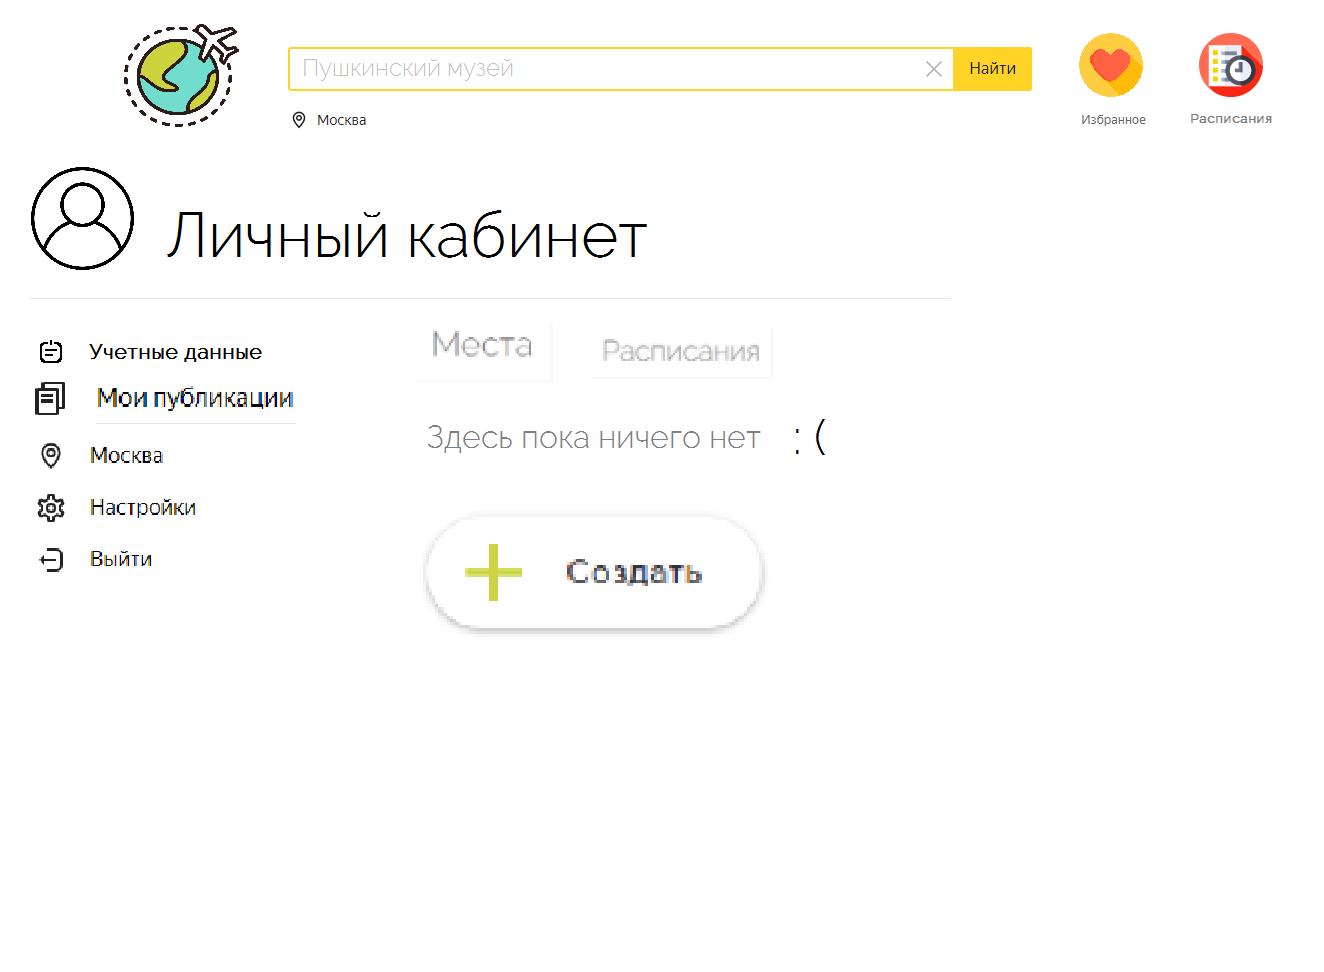 Пушкинский музей
Найти
Москва
Избранное
Расписания
Личный кабинет
Учетные данные
Мои публикации
Москва
Настройки
Выйти
Места
Расписания
Здесь пока ничего нет : (
Создать